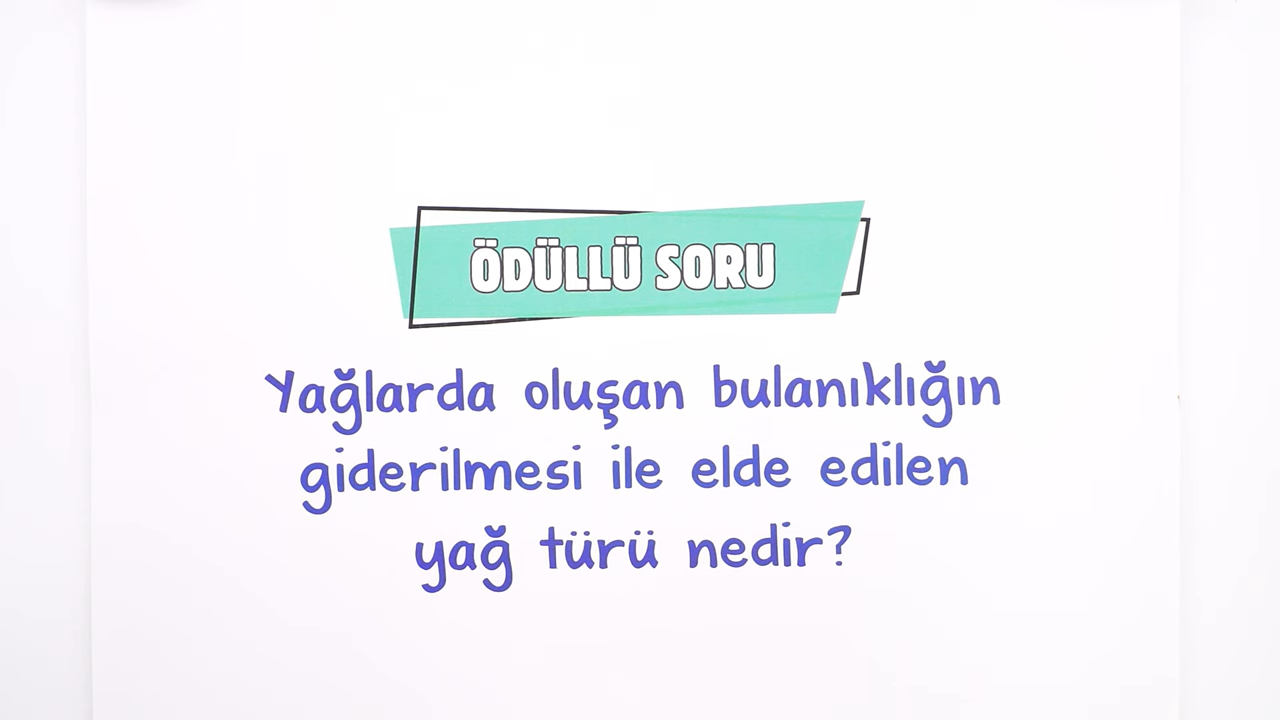 ÖDÜLLÜ SORU
Yağlarda oluşan bulanıklığın
giderilmesi ile elde edilen
yağ türü nedir?